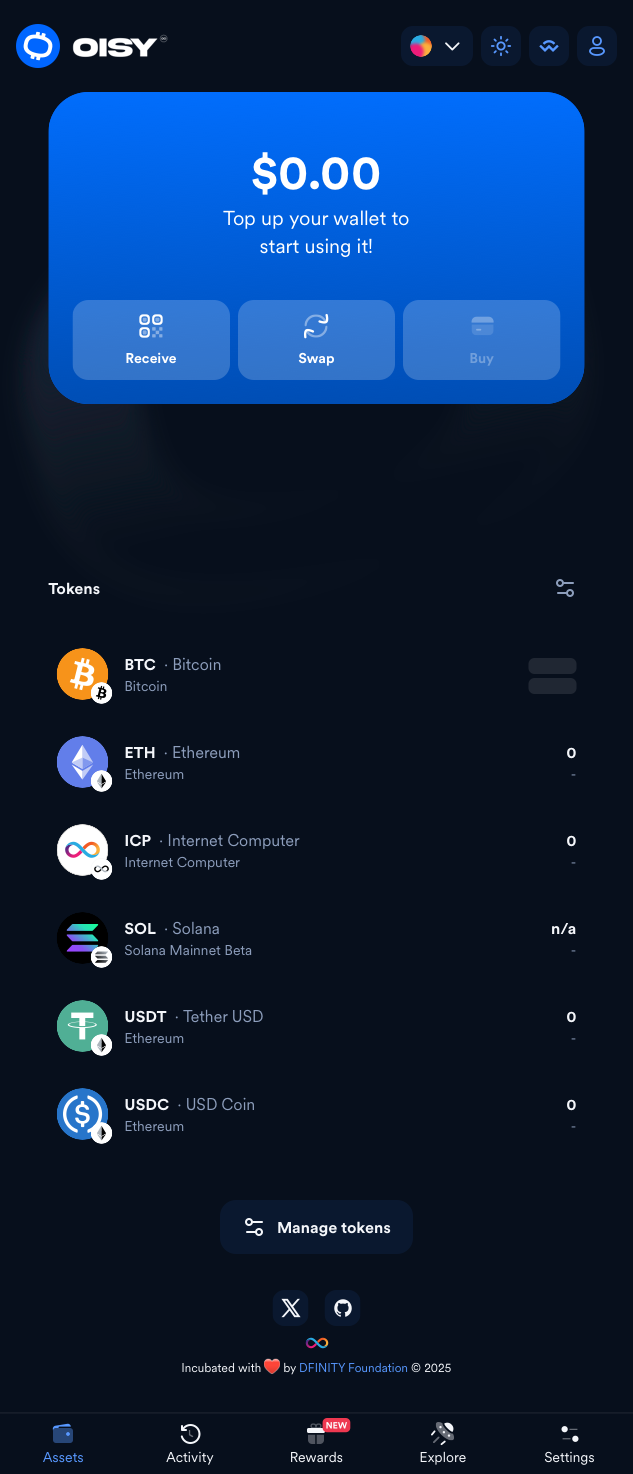 OISY
$0.00
Top up your wallet to
start using it!
Receive
Swap
Buy
Tokens
BTC · Bitcoin
Bitcoin
ETH · Ethereum
0
Ethereum
-
ICP · Internet Computer
0
Internet Computer
-
SOL · Solana
n/a
Solana Mainnet Beta
-
USDT · Tether USD
0
Ethereum
-
USDC · USD Coin
0
Ethereum
-
Manage tokens
Incubated with ❤️ by DFINITY Foundation © 2025
NEW
Assets
Activity
Rewards
Explore
Settings